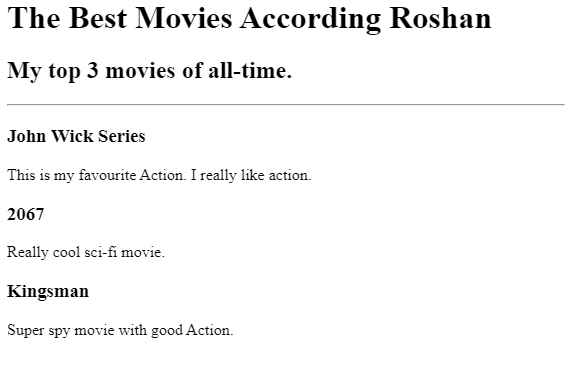 The Best Movies According Roshan
My top 3 movies of all-time.
John Wick Series
This is my favourite Action. I really like action.
2067
Really cool sci-fi movie.
Kingsman
Super spy movie with good Action.